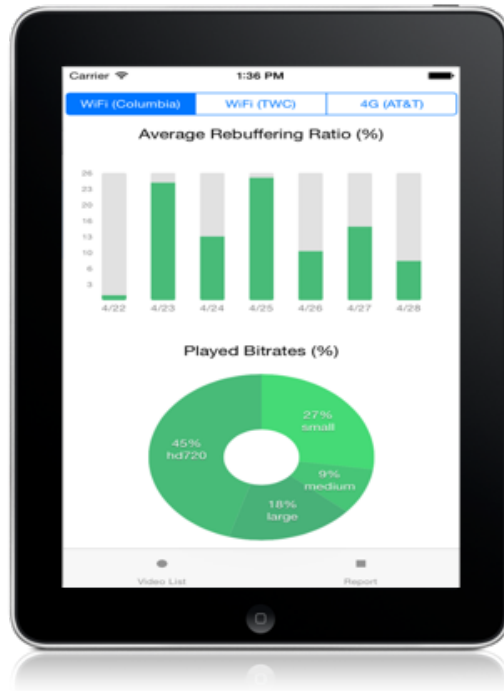 Carrier 1:36 PM
WiFi (Columbia) WiFi (TWC) 4G (AT&T)
Average Rebuffering Ratio (%)
26
23
20
16
13
10
6
3
4/22 4/23 4/24 4/25 4/26 4/27 4/28
Played Bitrates (%)
27%
small
45%
hd720
9%
medium
18%
large
Video List Report